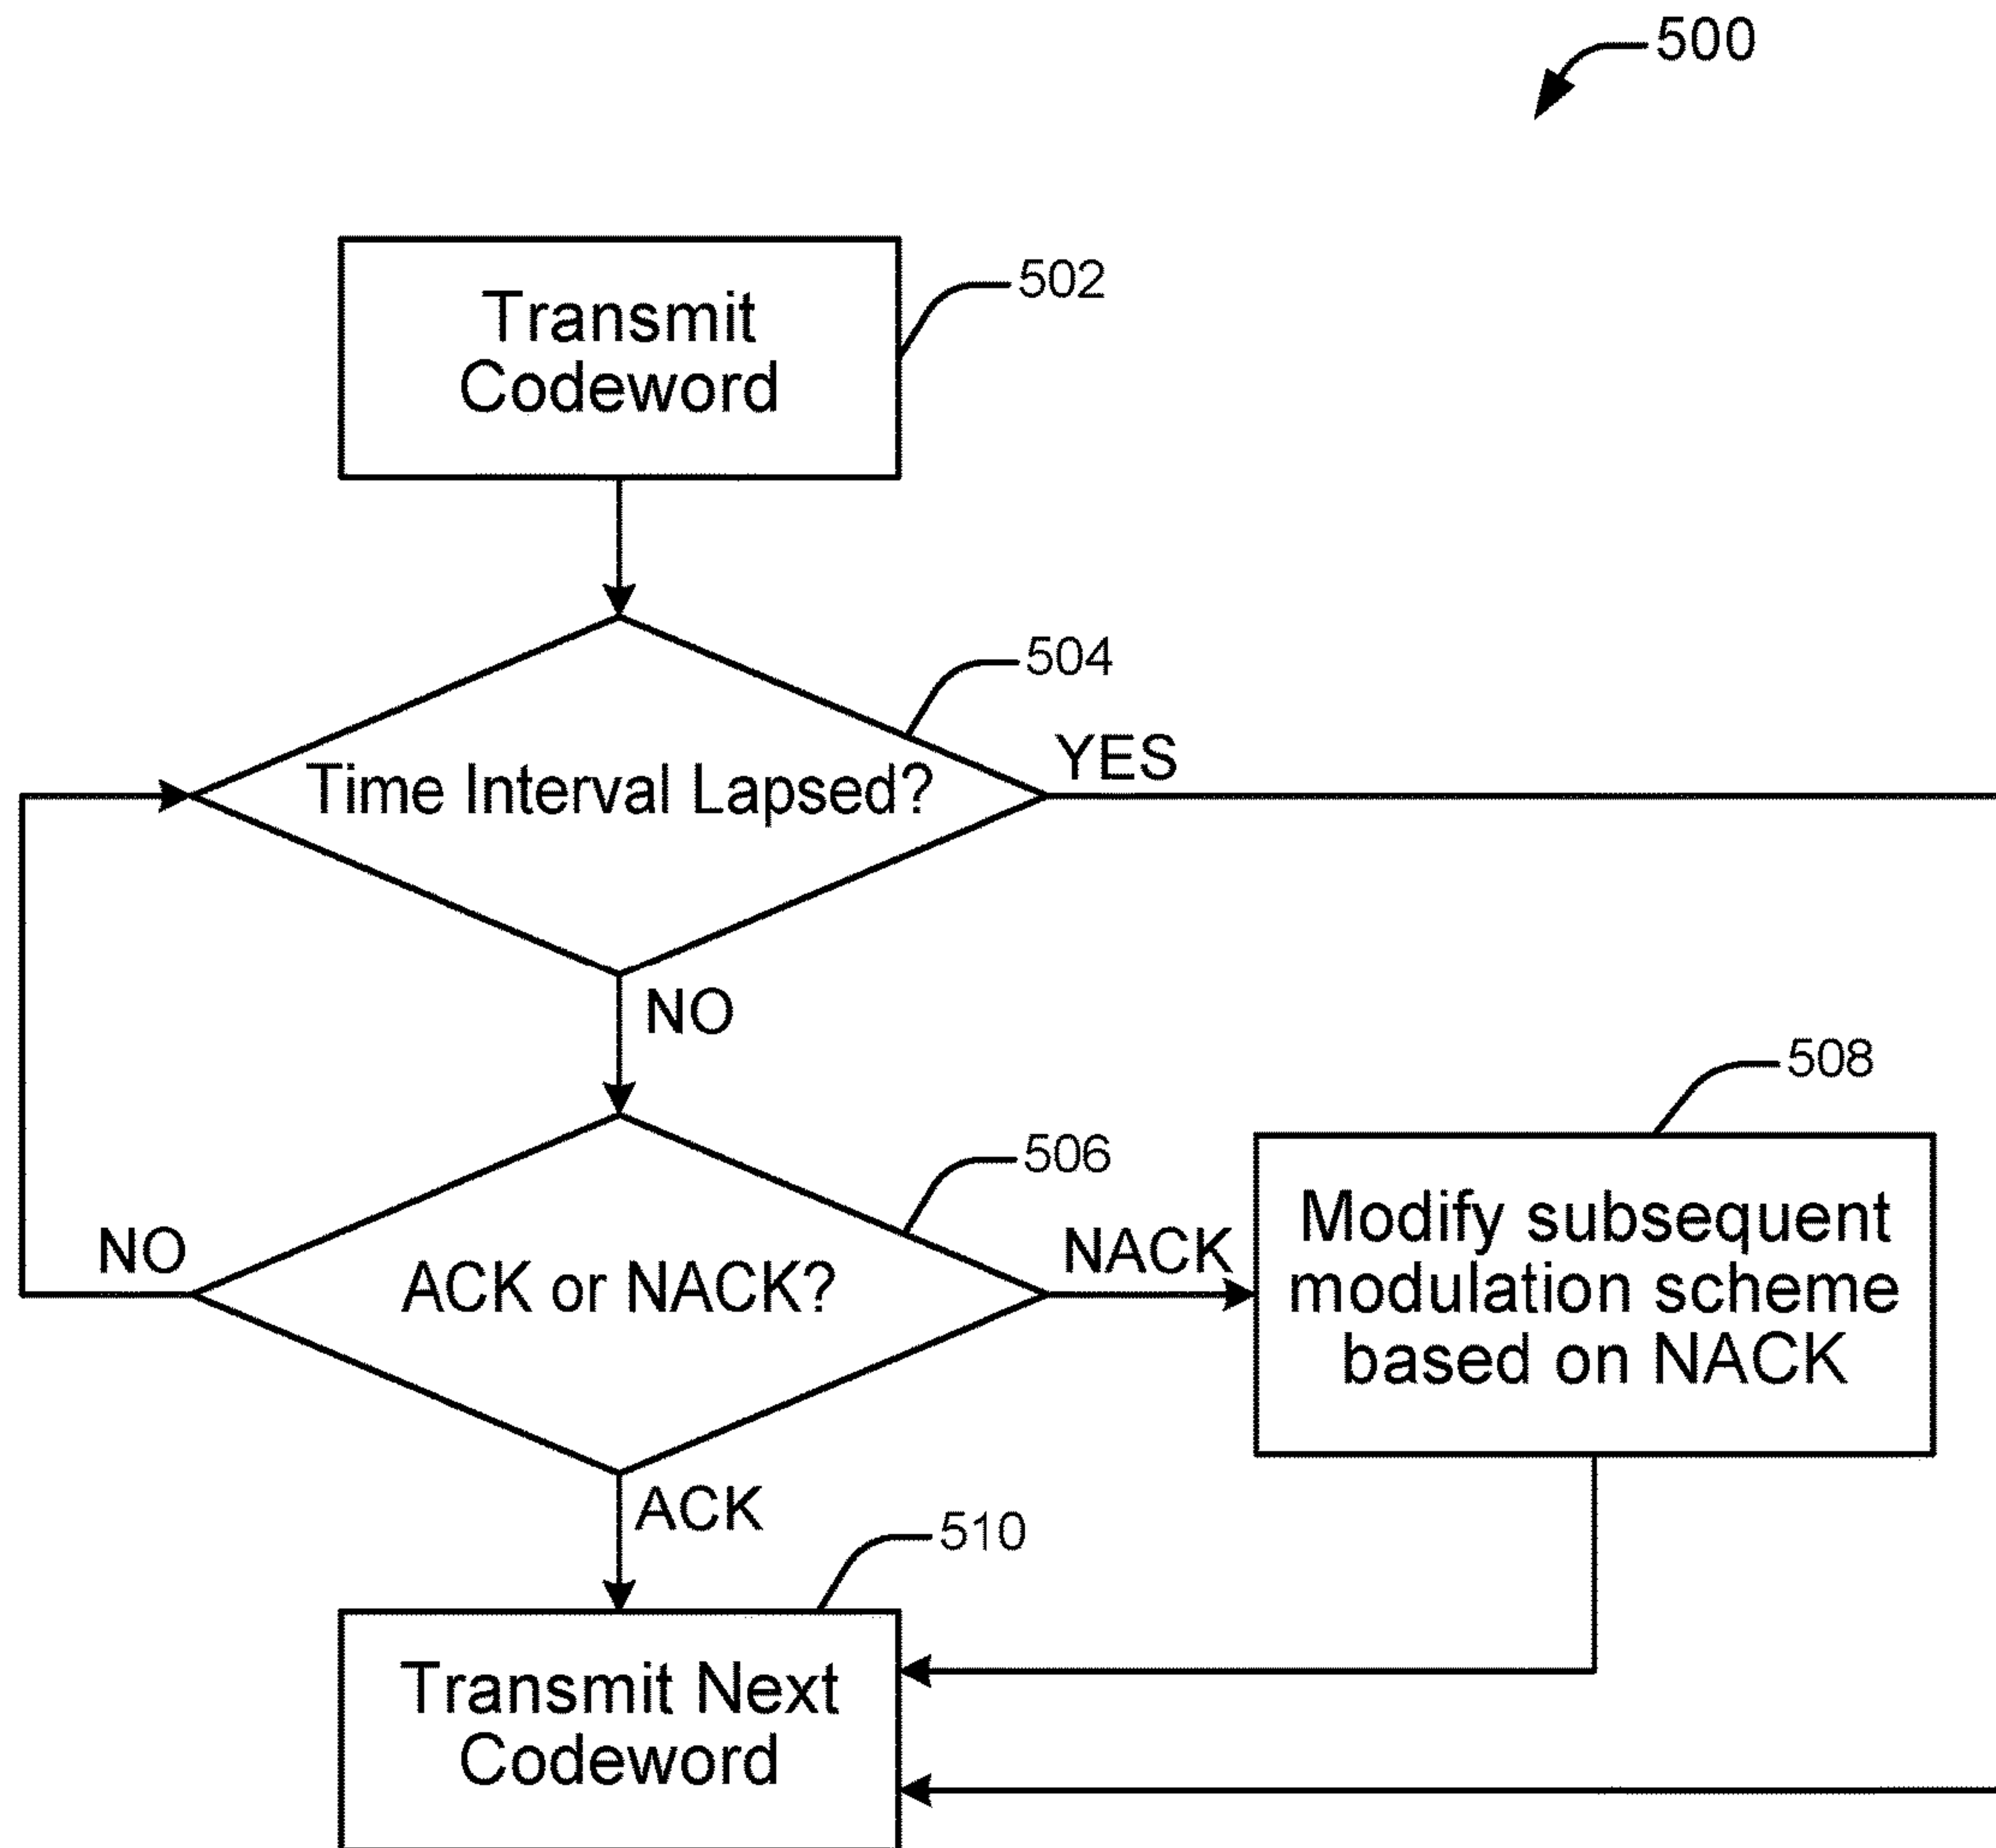 500
Transmit
Codeword
502
504
Time Interval Lapsed?
YES
NO
506
508
ACK or NACK?
NO
NACK
Modify subsequent
modulation scheme
based on NACK
ACK
510
Transmit Next
Codeword